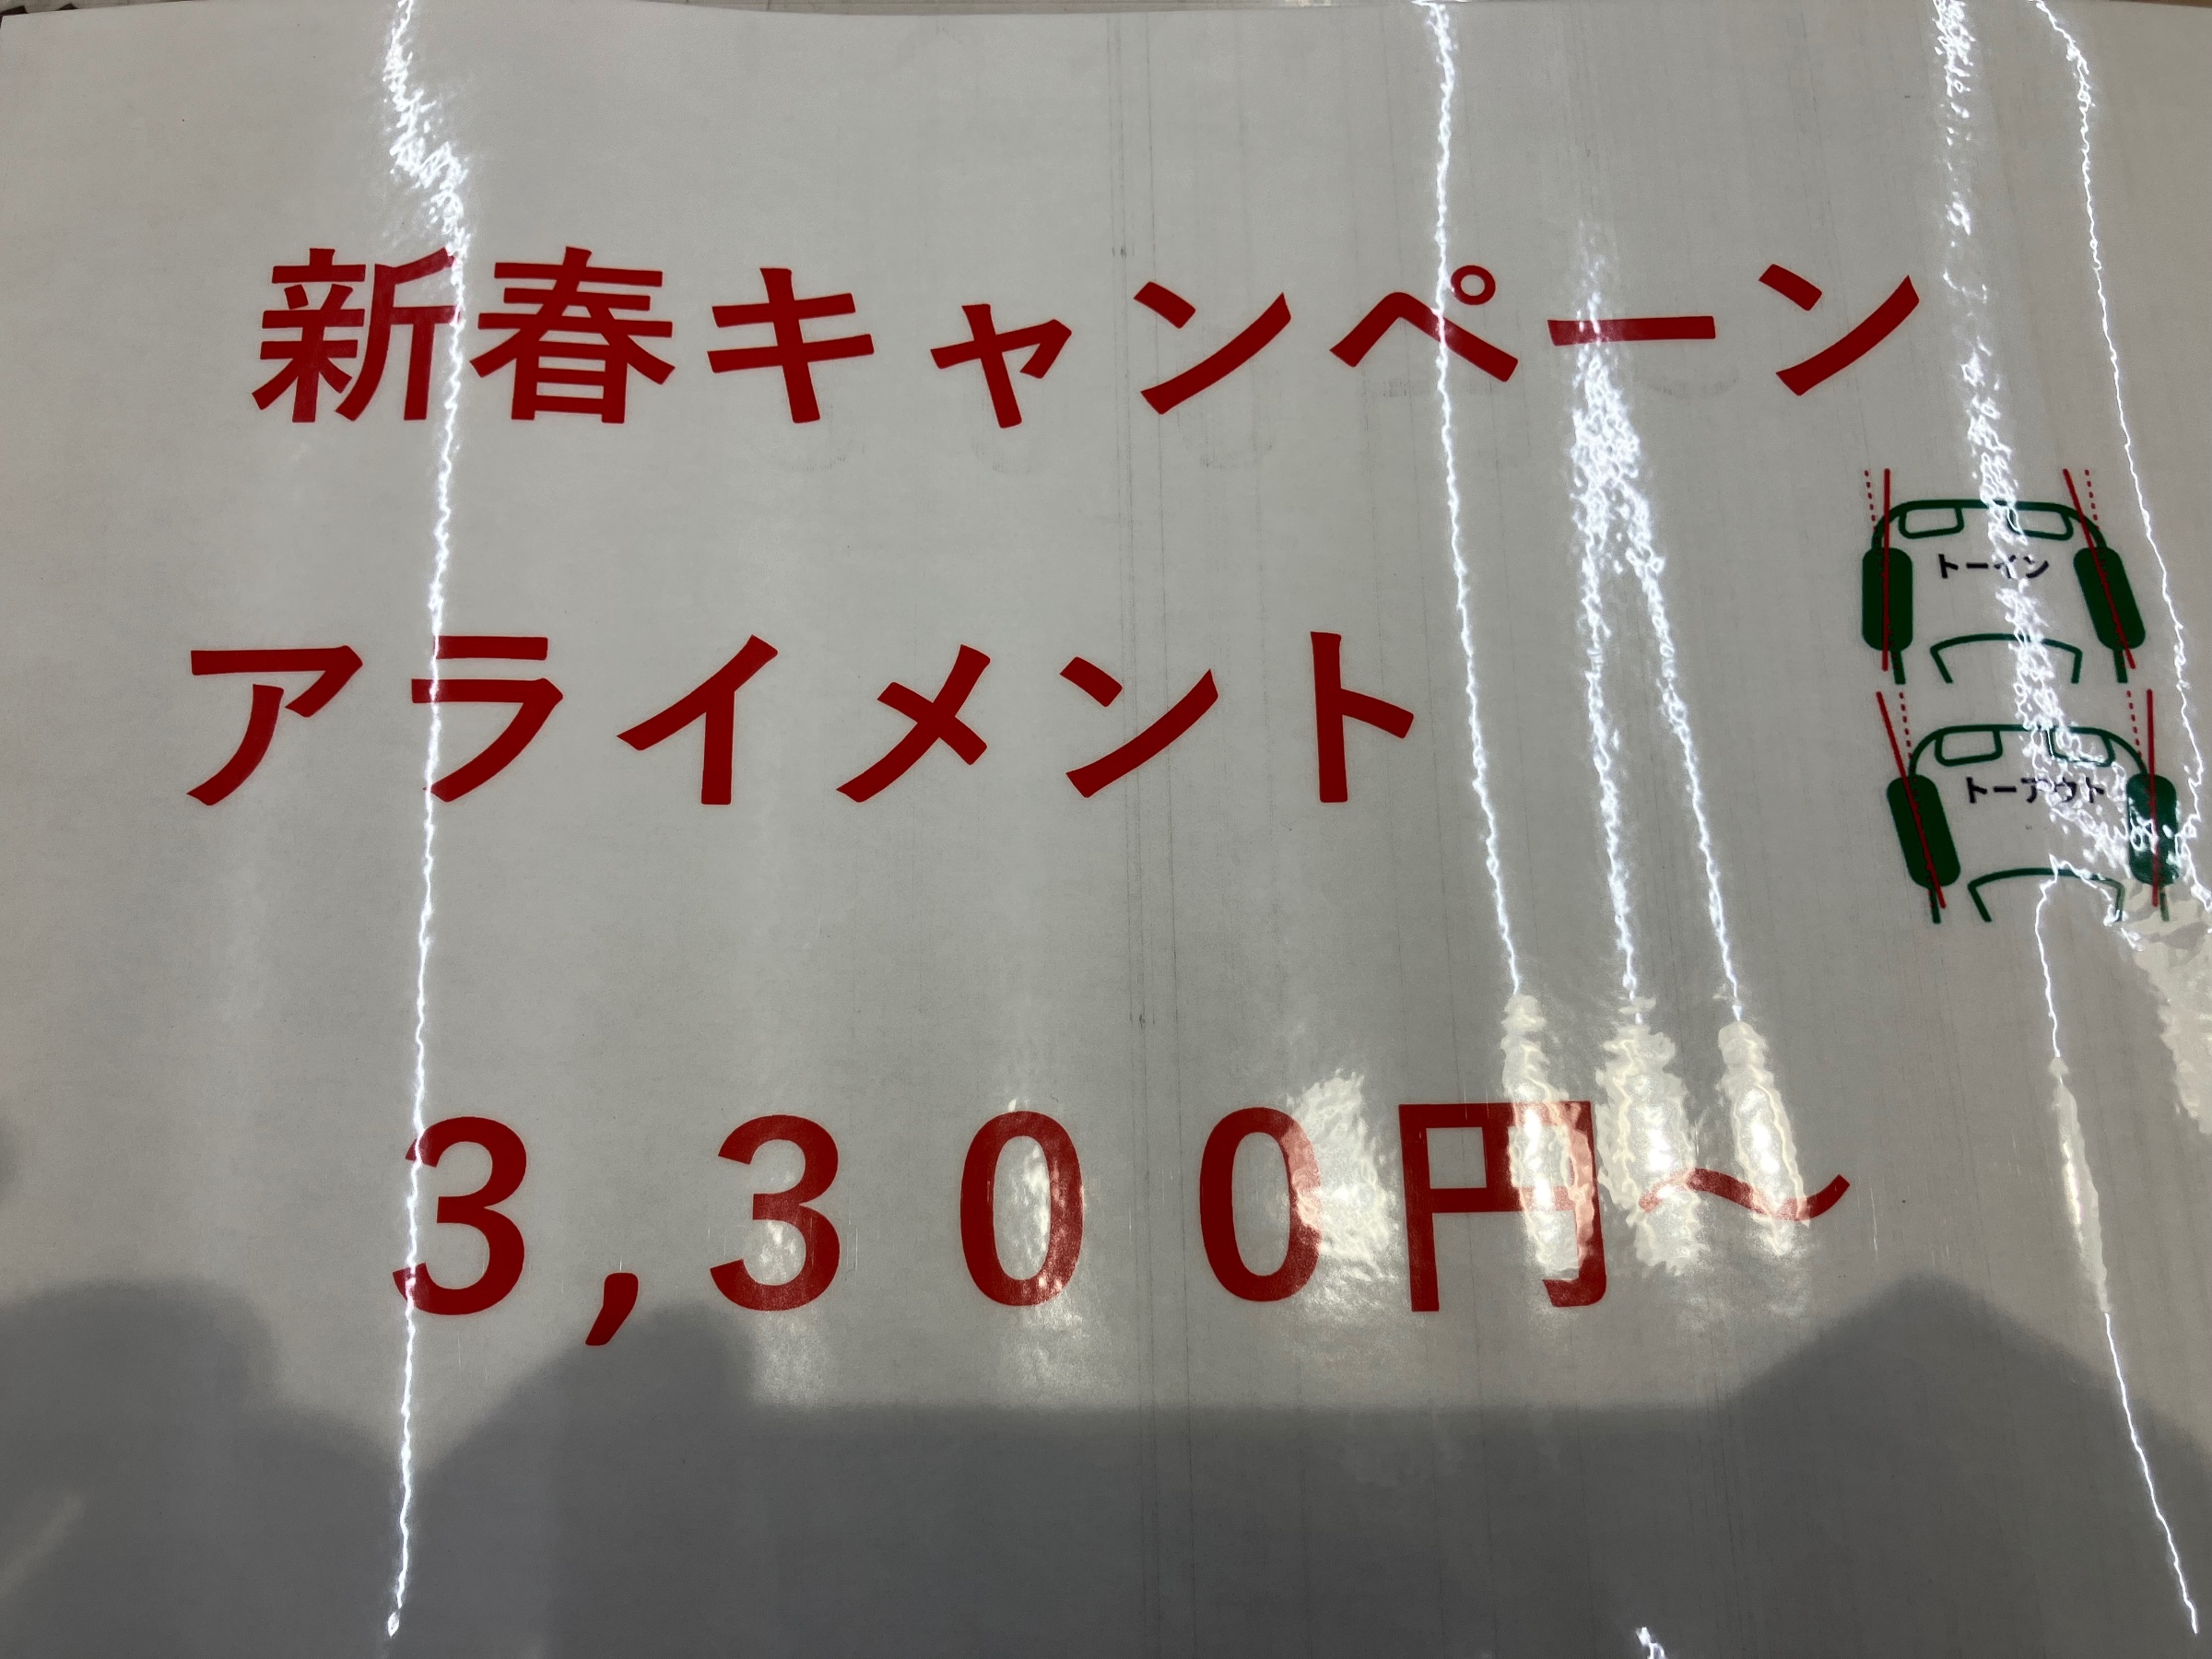 新春キャンペーン
アライメント
トーイン
トーアウト
３,３００円～